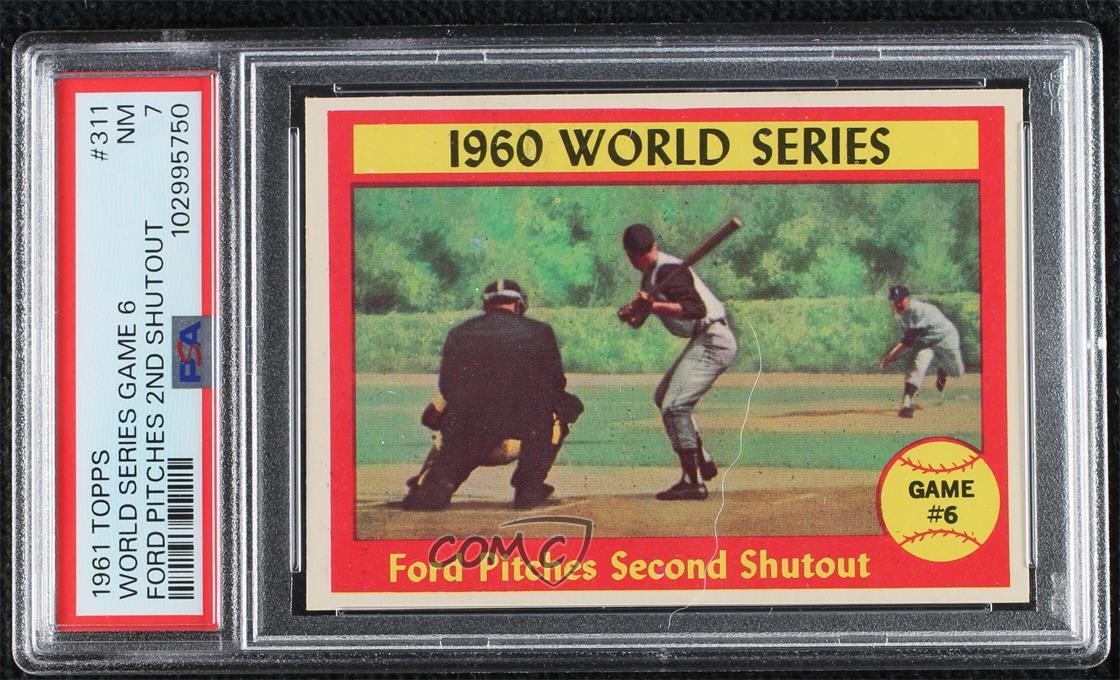 1961 TOPPS
WORLD SERIES GAME 6
FORD PITCHES 2ND SHUTOUT
#311
NM
7
102995750
PSA
1960 WORLD SERIES
GAME
#6
Ford Pitches Second Shutout
COMC